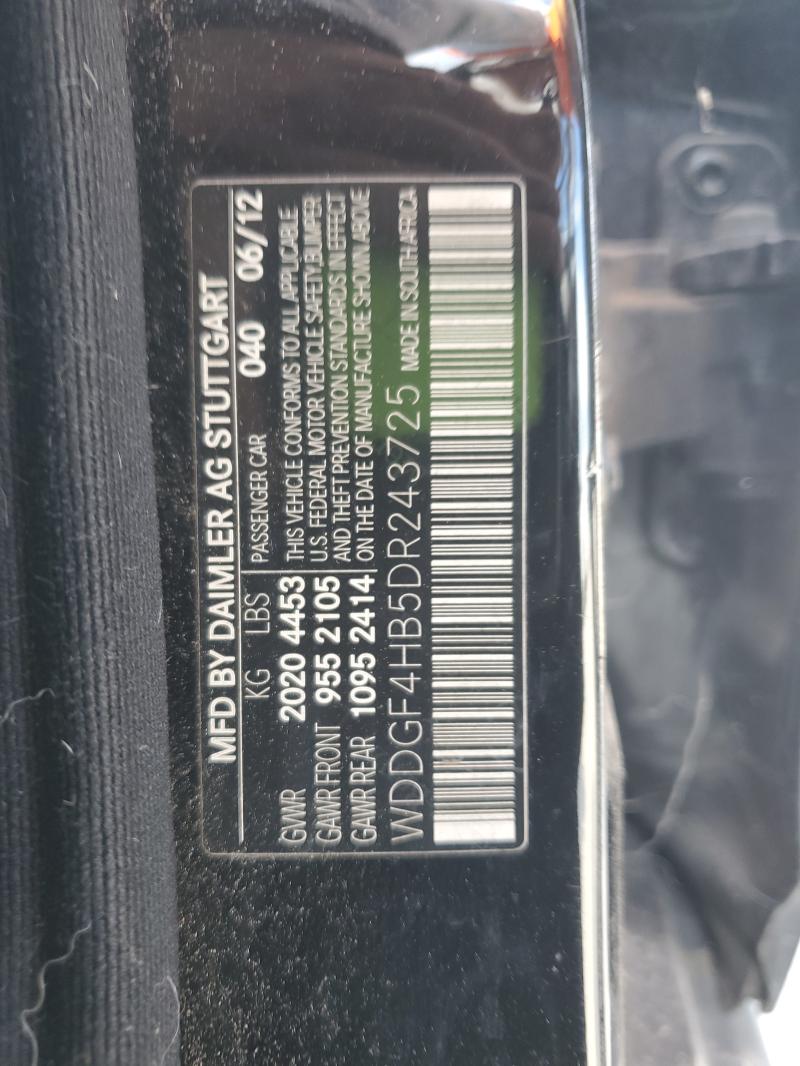 MFD BY DAIMLER AG STUTTGART
KG LBS PASSENGER CAR 040 06/12
GVWR 2020 4453 THIS VEHICLE CONFORMS TO ALL APPLICABLE
GAWR FRONT 955 2105 U.S. FEDERAL MOTOR VEHICLE SAFETY BUMPER
GAWR REAR 1095 2414 AND THEFT PREVENTION STANDARDS IN EFFECT
ON THE DATE OF MANUFACTURE SHOWN ABOVE
WDDGF4HB5DR243725 MADE IN SOUTH AFRICA